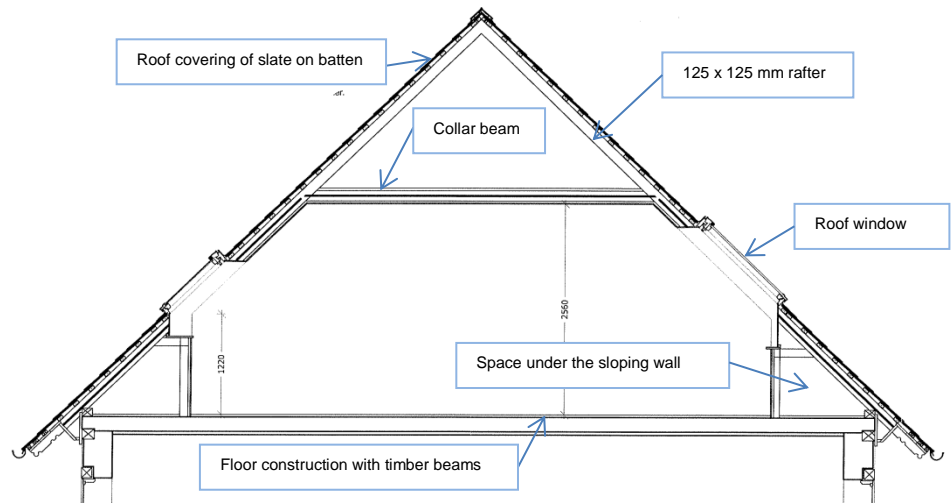 Roof covering of slate on batten
125 x 125 mm rafter
Collar beam
Roof window
2560
1220
Space under the sloping wall
Floor construction with timber beams